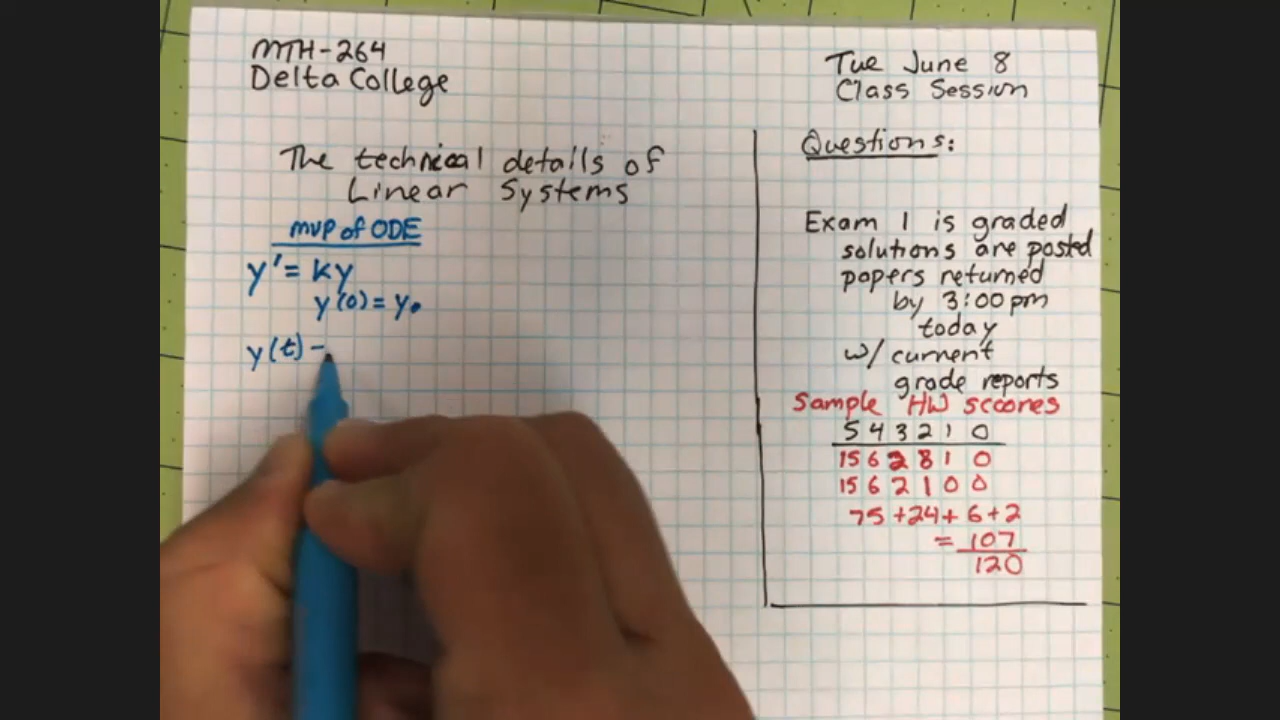 MTH-264
Delta College
Tue June 8
Class Session
The technical details of
Linear Systems
mvp of ODE
y' = ky
y(0) = y₀
y(t) -
Questions:
Exam 1 is graded
solutions are posted
papers returned
by 3:00pm
today
w/ current
grade reports
Sample HW scores
5 4 3 2 1 0
15 6 2 8 1 0
15 6 2 1 0 0
75 + 24 + 6 + 2
= 107
120